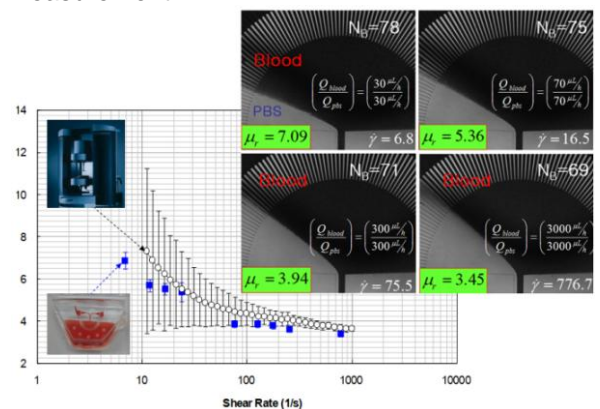 N_B=78
Blood
PBS
(Q_blood / Q_pbs) = (30 μL/h / 30 μL/h)
μ_r = 7.09
γ̇ = 6.8
N_B=75
(Q_blood / Q_pbs) = (70 μL/h / 70 μL/h)
μ_r = 5.36
γ̇ = 16.5
N_B=71
Blood
(Q_blood / Q_pbs) = (300 μL/h / 300 μL/h)
μ_r = 3.94
γ̇ = 75.5
N_B=69
Blood
(Q_blood / Q_pbs) = (3000 μL/h / 3000 μL/h)
μ_r = 3.45
γ̇ = 776.7
14
12
10
8
6
4
2
1 10 100 1000 10000
Shear Rate (1/s)